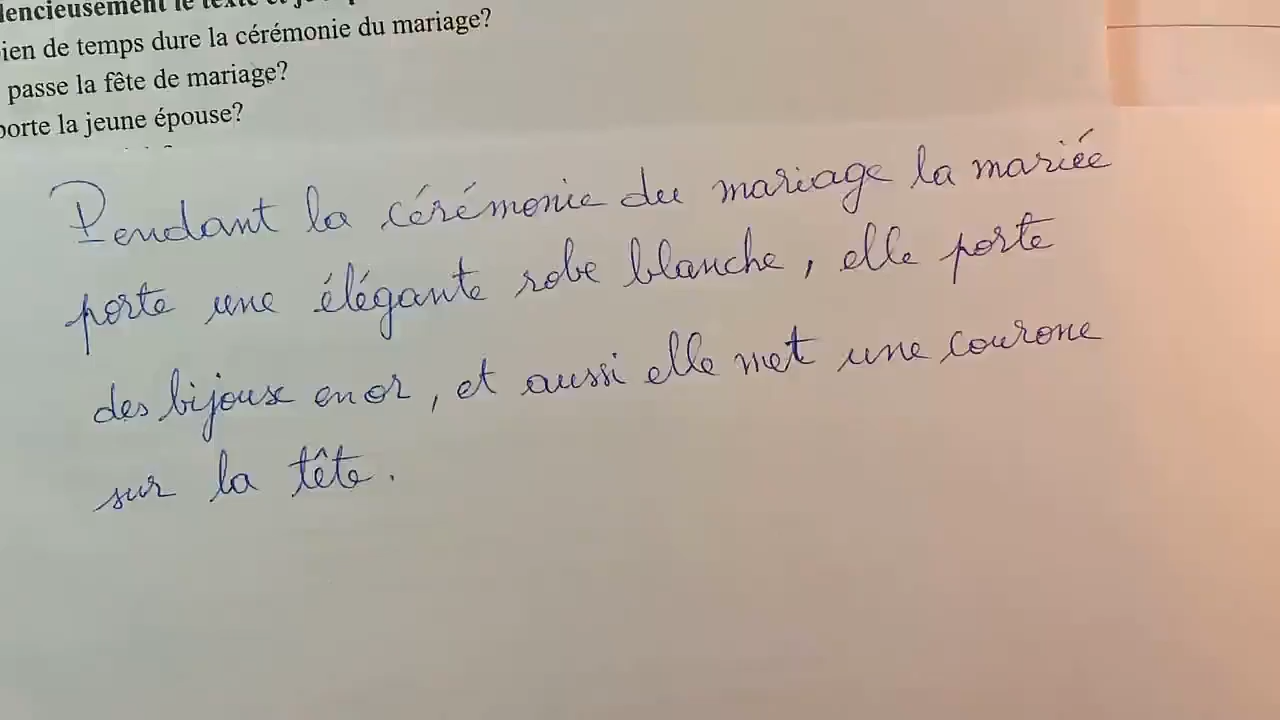 lencieusement le texte et
ien de temps dure la cérémonie du mariage?
passe la fête de mariage?
porte la jeune épouse?
Pendant la cérémonie du mariage la mariée
porte une élégante robe blanche, elle porte
des bijoux en or, et aussi elle met une courone
sur la tête.